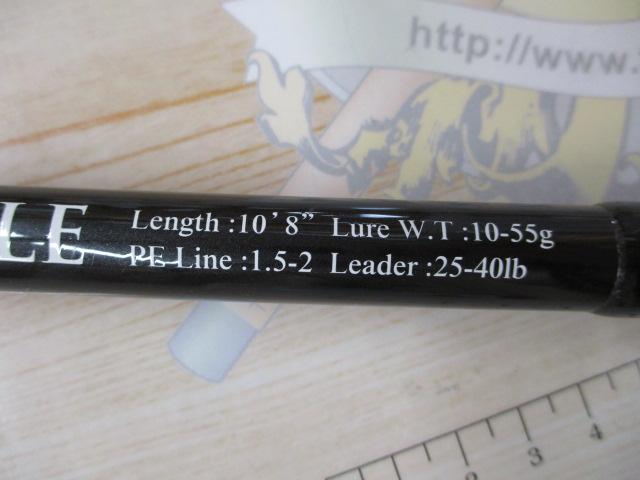 http://www.
LE Length :10’8” Lure W.T :10-55g
PE Line :1.5-2 Leader :25-40lb
2 3 4